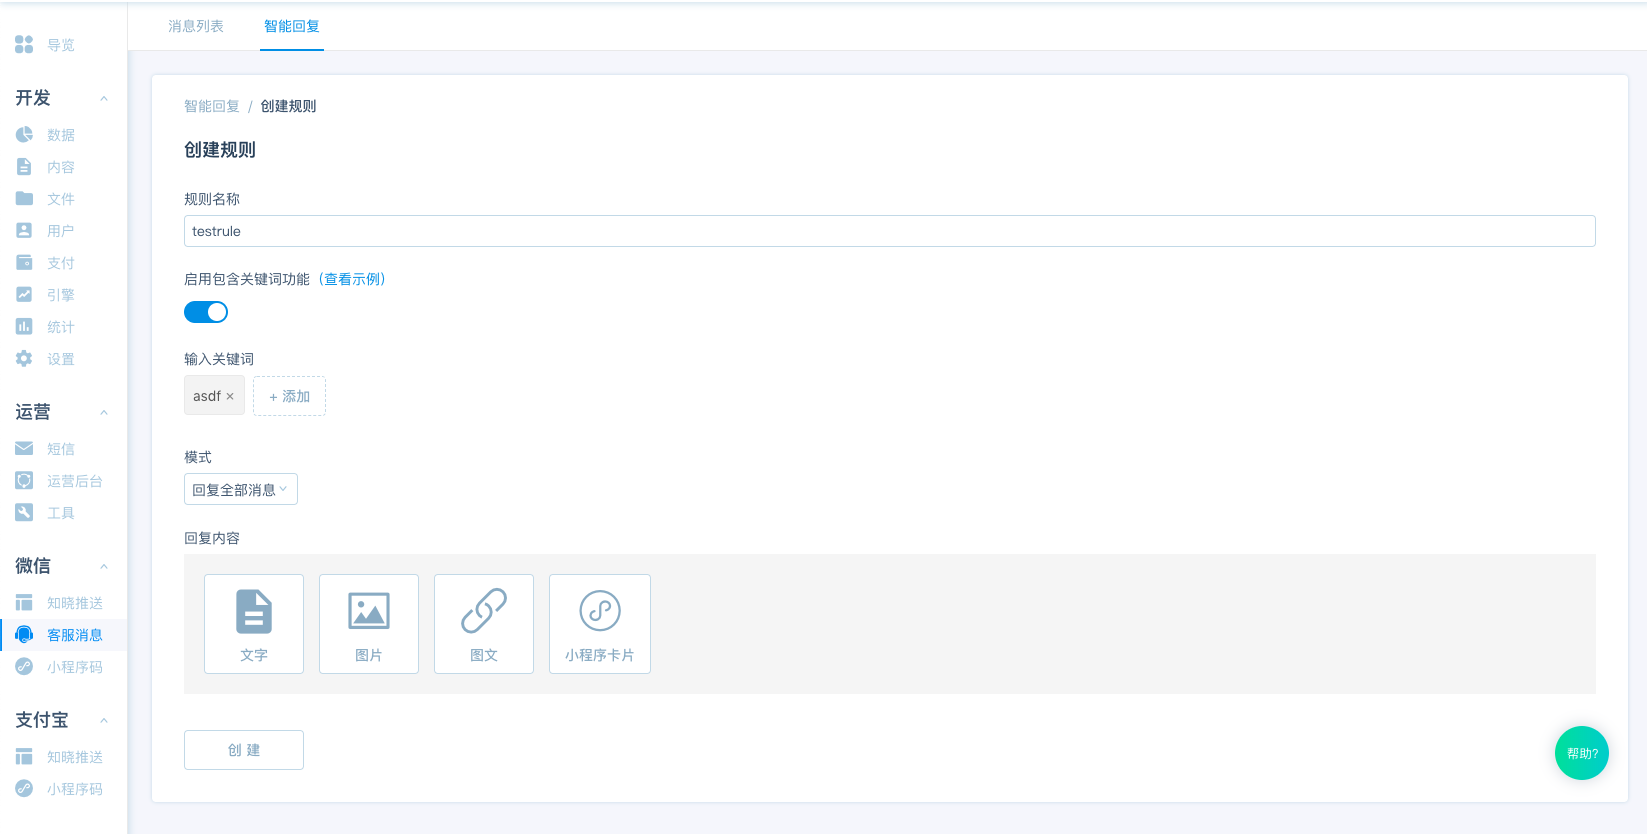 消息列表
智能回复
导览
开发
数据
内容
文件
用户
支付
引擎
统计
设置
运营
短信
运营后台
工具
微信
知晓推送
客服消息
小程序码
支付宝
知晓推送
小程序码
智能回复 / 创建规则
创建规则
规则名称
testrule
启用包含关键词功能（查看示例）
输入关键词
asdf ×
+ 添加
模式
回复全部消息
回复内容
文字
图片
图文
小程序卡片
创 建
帮助?